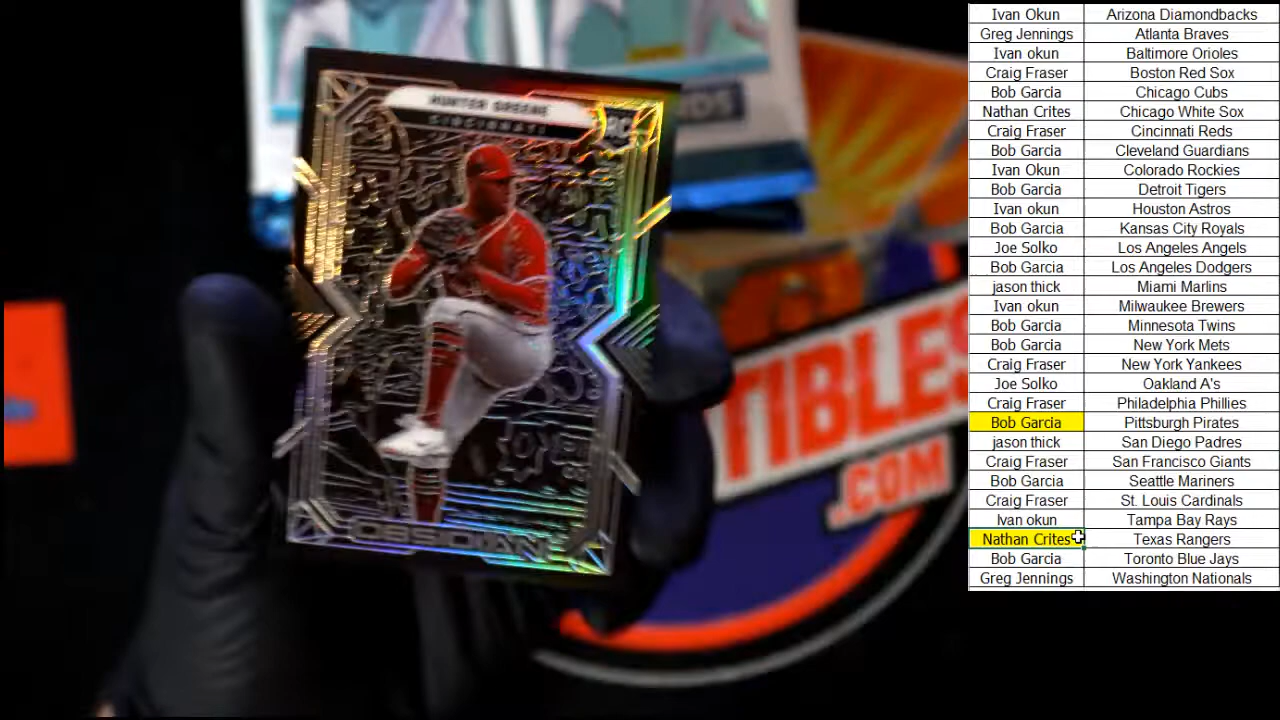 HUNTER GREENE
CINCINNATI
RC
OBSIDIAN
TIBLES
.COM
Ivan Okun Arizona Diamondbacks
Greg Jennings Atlanta Braves
Ivan okun Baltimore Orioles
Craig Fraser Boston Red Sox
Bob Garcia Chicago Cubs
Nathan Crites Chicago White Sox
Craig Fraser Cincinnati Reds
Bob Garcia Cleveland Guardians
Ivan Okun Colorado Rockies
Bob Garcia Detroit Tigers
Ivan okun Houston Astros
Bob Garcia Kansas City Royals
Joe Solko Los Angeles Angels
Bob Garcia Los Angeles Dodgers
jason thick Miami Marlins
Ivan okun Milwaukee Brewers
Bob Garcia Minnesota Twins
Bob Garcia New York Mets
Craig Fraser New York Yankees
Joe Solko Oakland A's
Craig Fraser Philadelphia Phillies
Bob Garcia Pittsburgh Pirates
jason thick San Diego Padres
Craig Fraser San Francisco Giants
Bob Garcia Seattle Mariners
Craig Fraser St. Louis Cardinals
Ivan okun Tampa Bay Rays
Nathan Crites Texas Rangers
Bob Garcia Toronto Blue Jays
Greg Jennings Washington Nationals